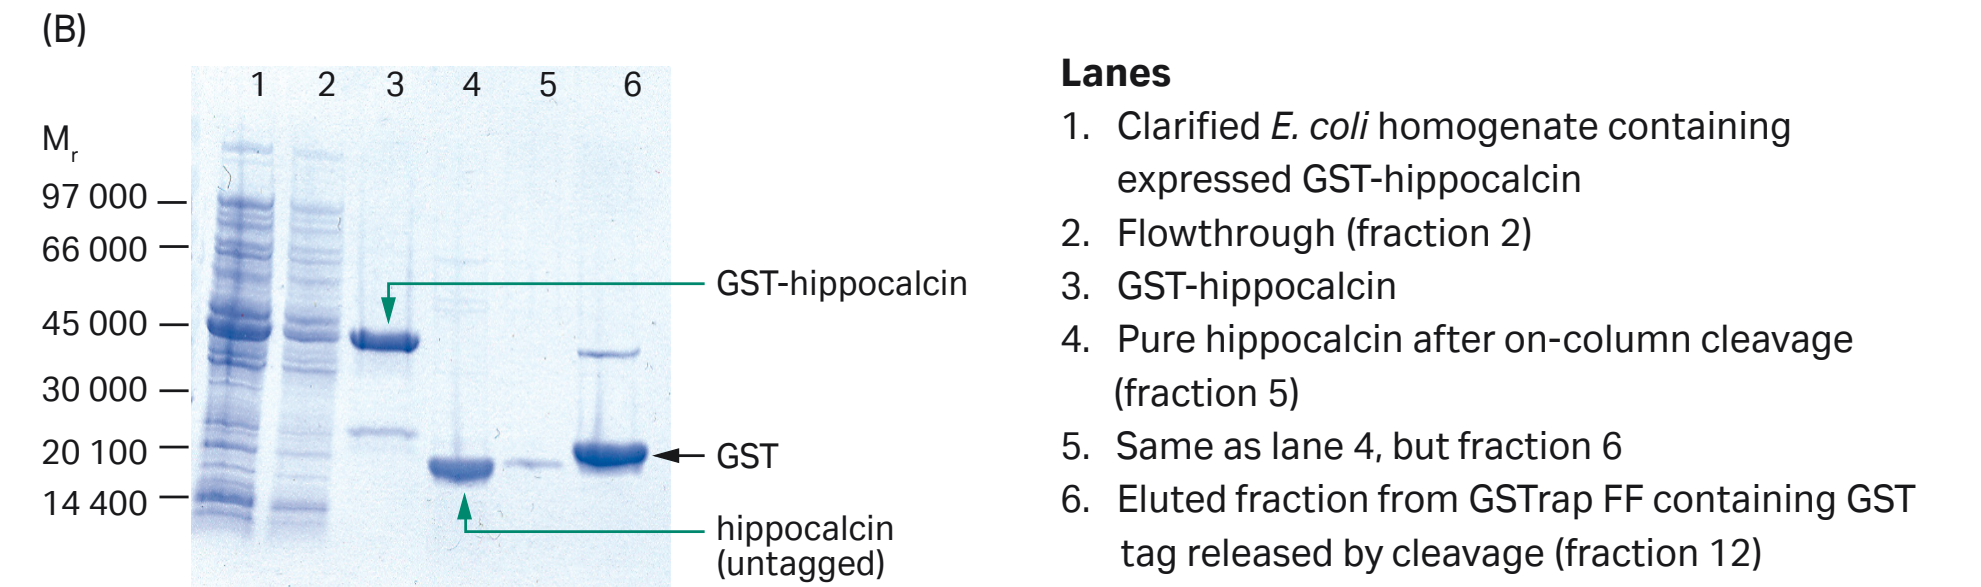 (B)
1 2 3 4 5 6
Mr
97 000
66 000
45 000
30 000
20 100
14 400
GST-hippocalcin
GST
hippocalcin
(untagged)
Lanes
1. Clarified E. coli homogenate containing
expressed GST-hippocalcin
2. Flowthrough (fraction 2)
3. GST-hippocalcin
4. Pure hippocalcin after on-column cleavage
(fraction 5)
5. Same as lane 4, but fraction 6
6. Eluted fraction from GSTrap FF containing GST
tag released by cleavage (fraction 12)